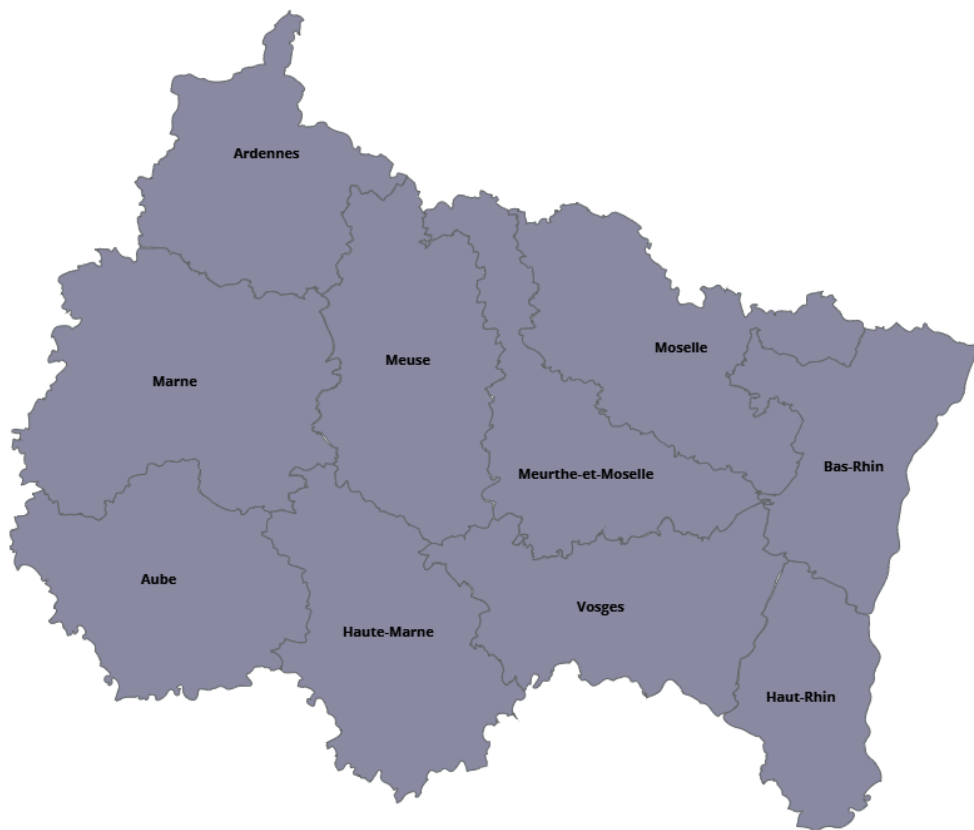 Ardennes
Moselle
Meuse
Marne
Bas-Rhin
Meurthe-et-Moselle
Aube
Vosges
Haute-Marne
Haut-Rhin